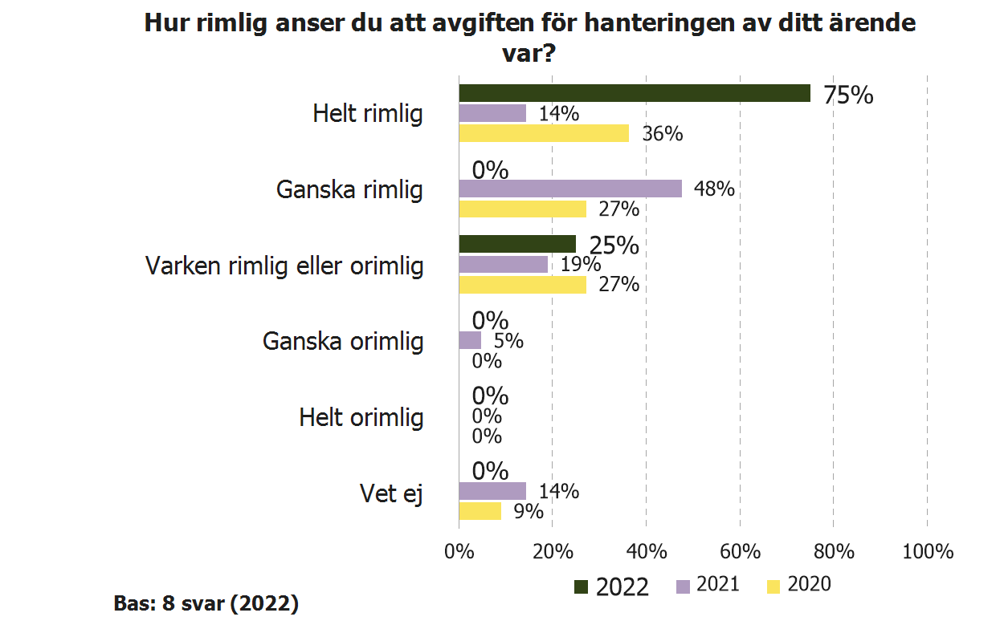 Hur rimlig anser du att avgiften för hanteringen av ditt ärende
var?
75%
Helt rimlig
14%
36%
0%
Ganska rimlig
48%
27%
25%
Varken rimlig eller orimlig
19%
27%
0%
Ganska orimlig
5%
0%
0%
Helt orimlig
0%
0%
0%
Vet ej
14%
9%
0% 20% 40% 60% 80% 100%
2022 2021 2020
Bas: 8 svar (2022)